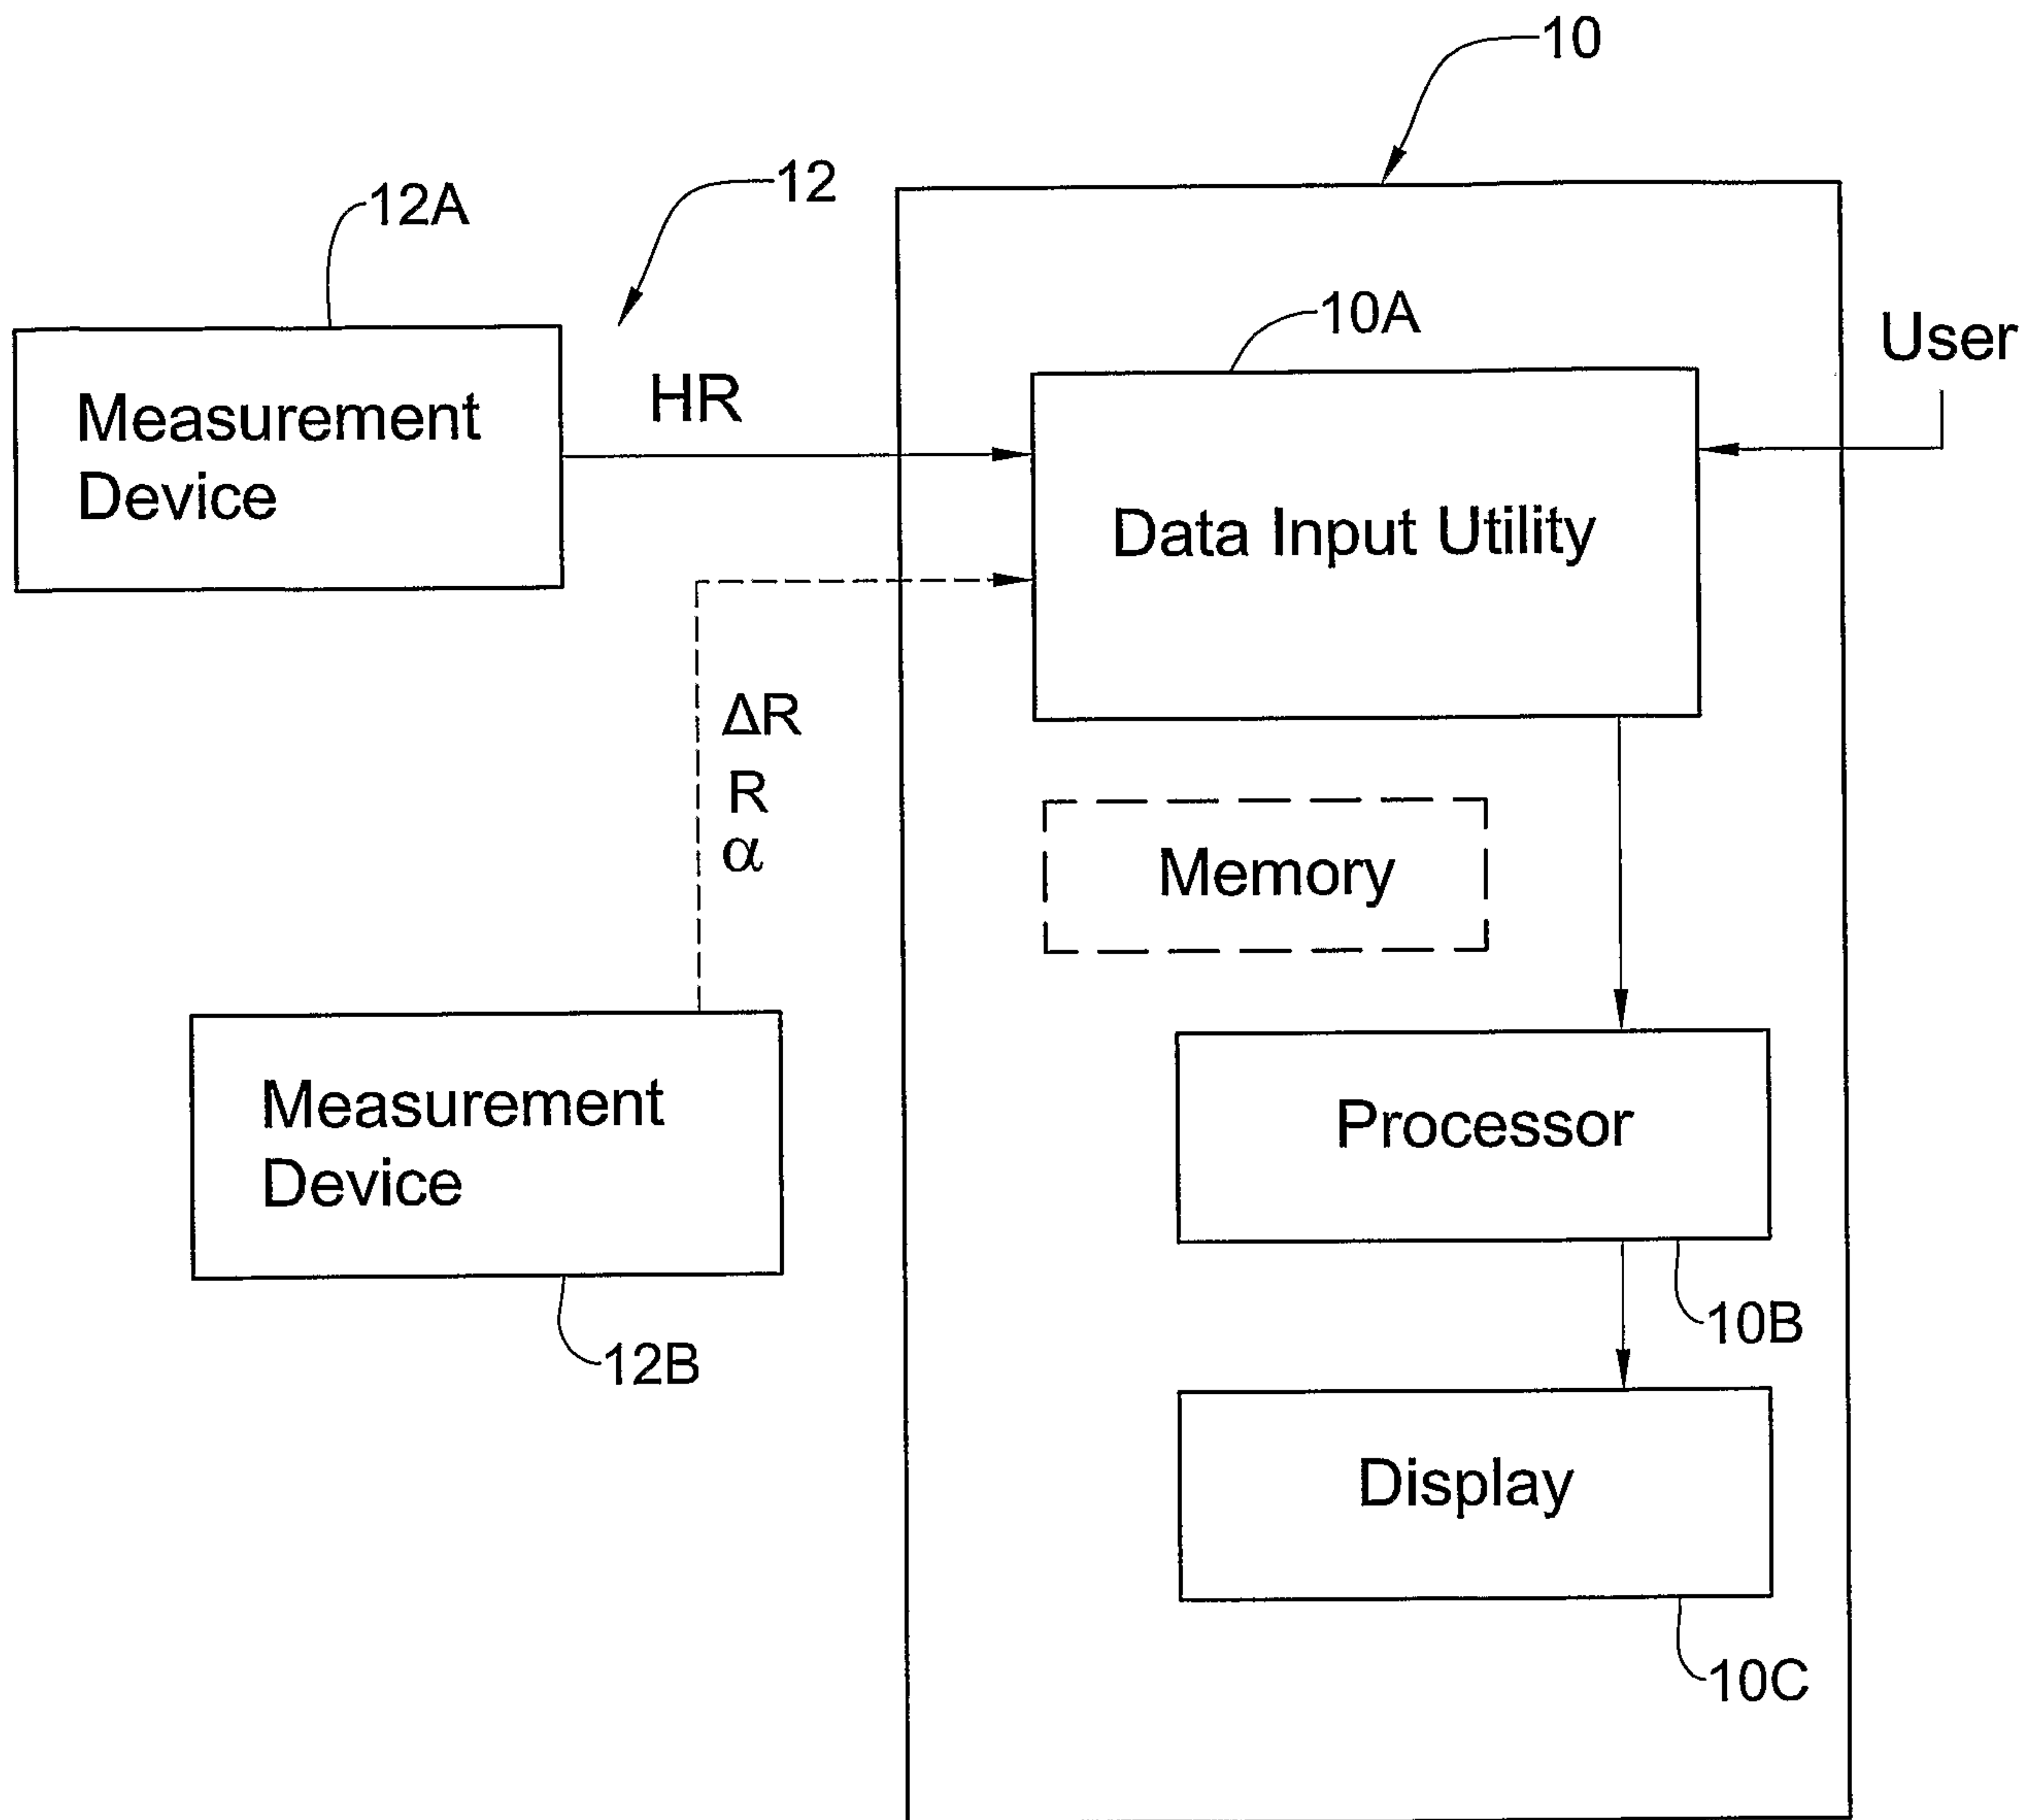 10
12
12A
10A
User
HR
Measurement
Device
Data Input Utility
ΔR
R
α
Memory
Measurement
Device
Processor
10B
12B
Display
10C